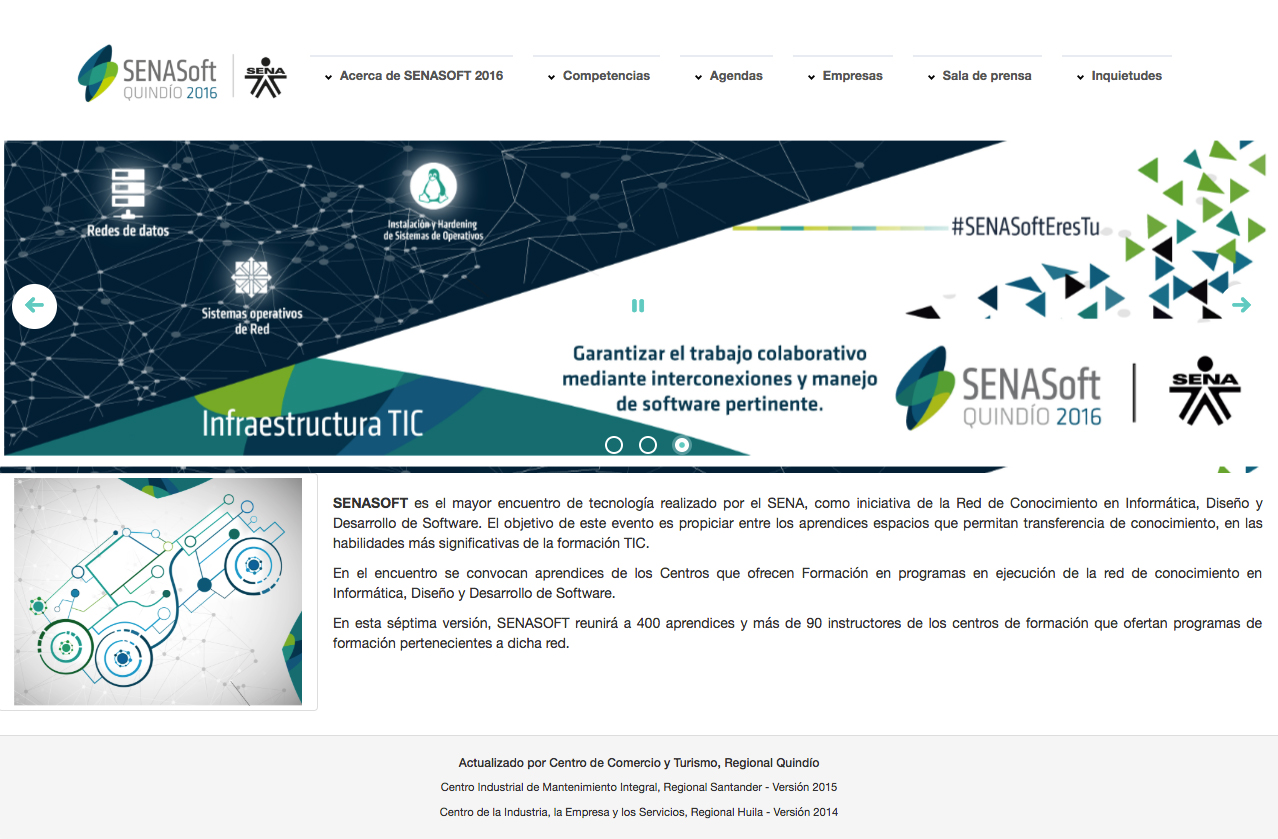 SENASoft
QUINDÍO 2016
SENA
Acerca de SENASOFT 2016
Competencias
Agendas
Empresas
Sala de prensa
Inquietudes
Redes de datos
Instalación y Hardening
de Sistemas de Operativos
#SENASoftEresTu
Sistemas operativos
de Red
Garantizar el trabajo colaborativo
mediante interconexiones y manejo
de software pertinente.
Infraestructura TIC
SENASoft
QUINDÍO 2016
SENA
SENASOFT es el mayor encuentro de tecnología realizado por el SENA, como iniciativa de la Red de Conocimiento en Informática, Diseño y
Desarrollo de Software. El objetivo de este evento es propiciar entre los aprendices espacios que permitan transferencia de conocimiento, en las
habilidades más significativas de la formación TIC.
En el encuentro se convocan aprendices de los Centros que ofrecen Formación en programas en ejecución de la red de conocimiento en
Informática, Diseño y Desarrollo de Software.
En esta séptima versión, SENASOFT reunirá a 400 aprendices y más de 90 instructores de los centros de formación que ofertan programas de
formación pertenecientes a dicha red.
Actualizado por Centro de Comercio y Turismo, Regional Quindío
Centro Industrial de Mantenimiento Integral, Regional Santander - Versión 2015
Centro de la Industria, la Empresa y los Servicios, Regional Huila - Versión 2014